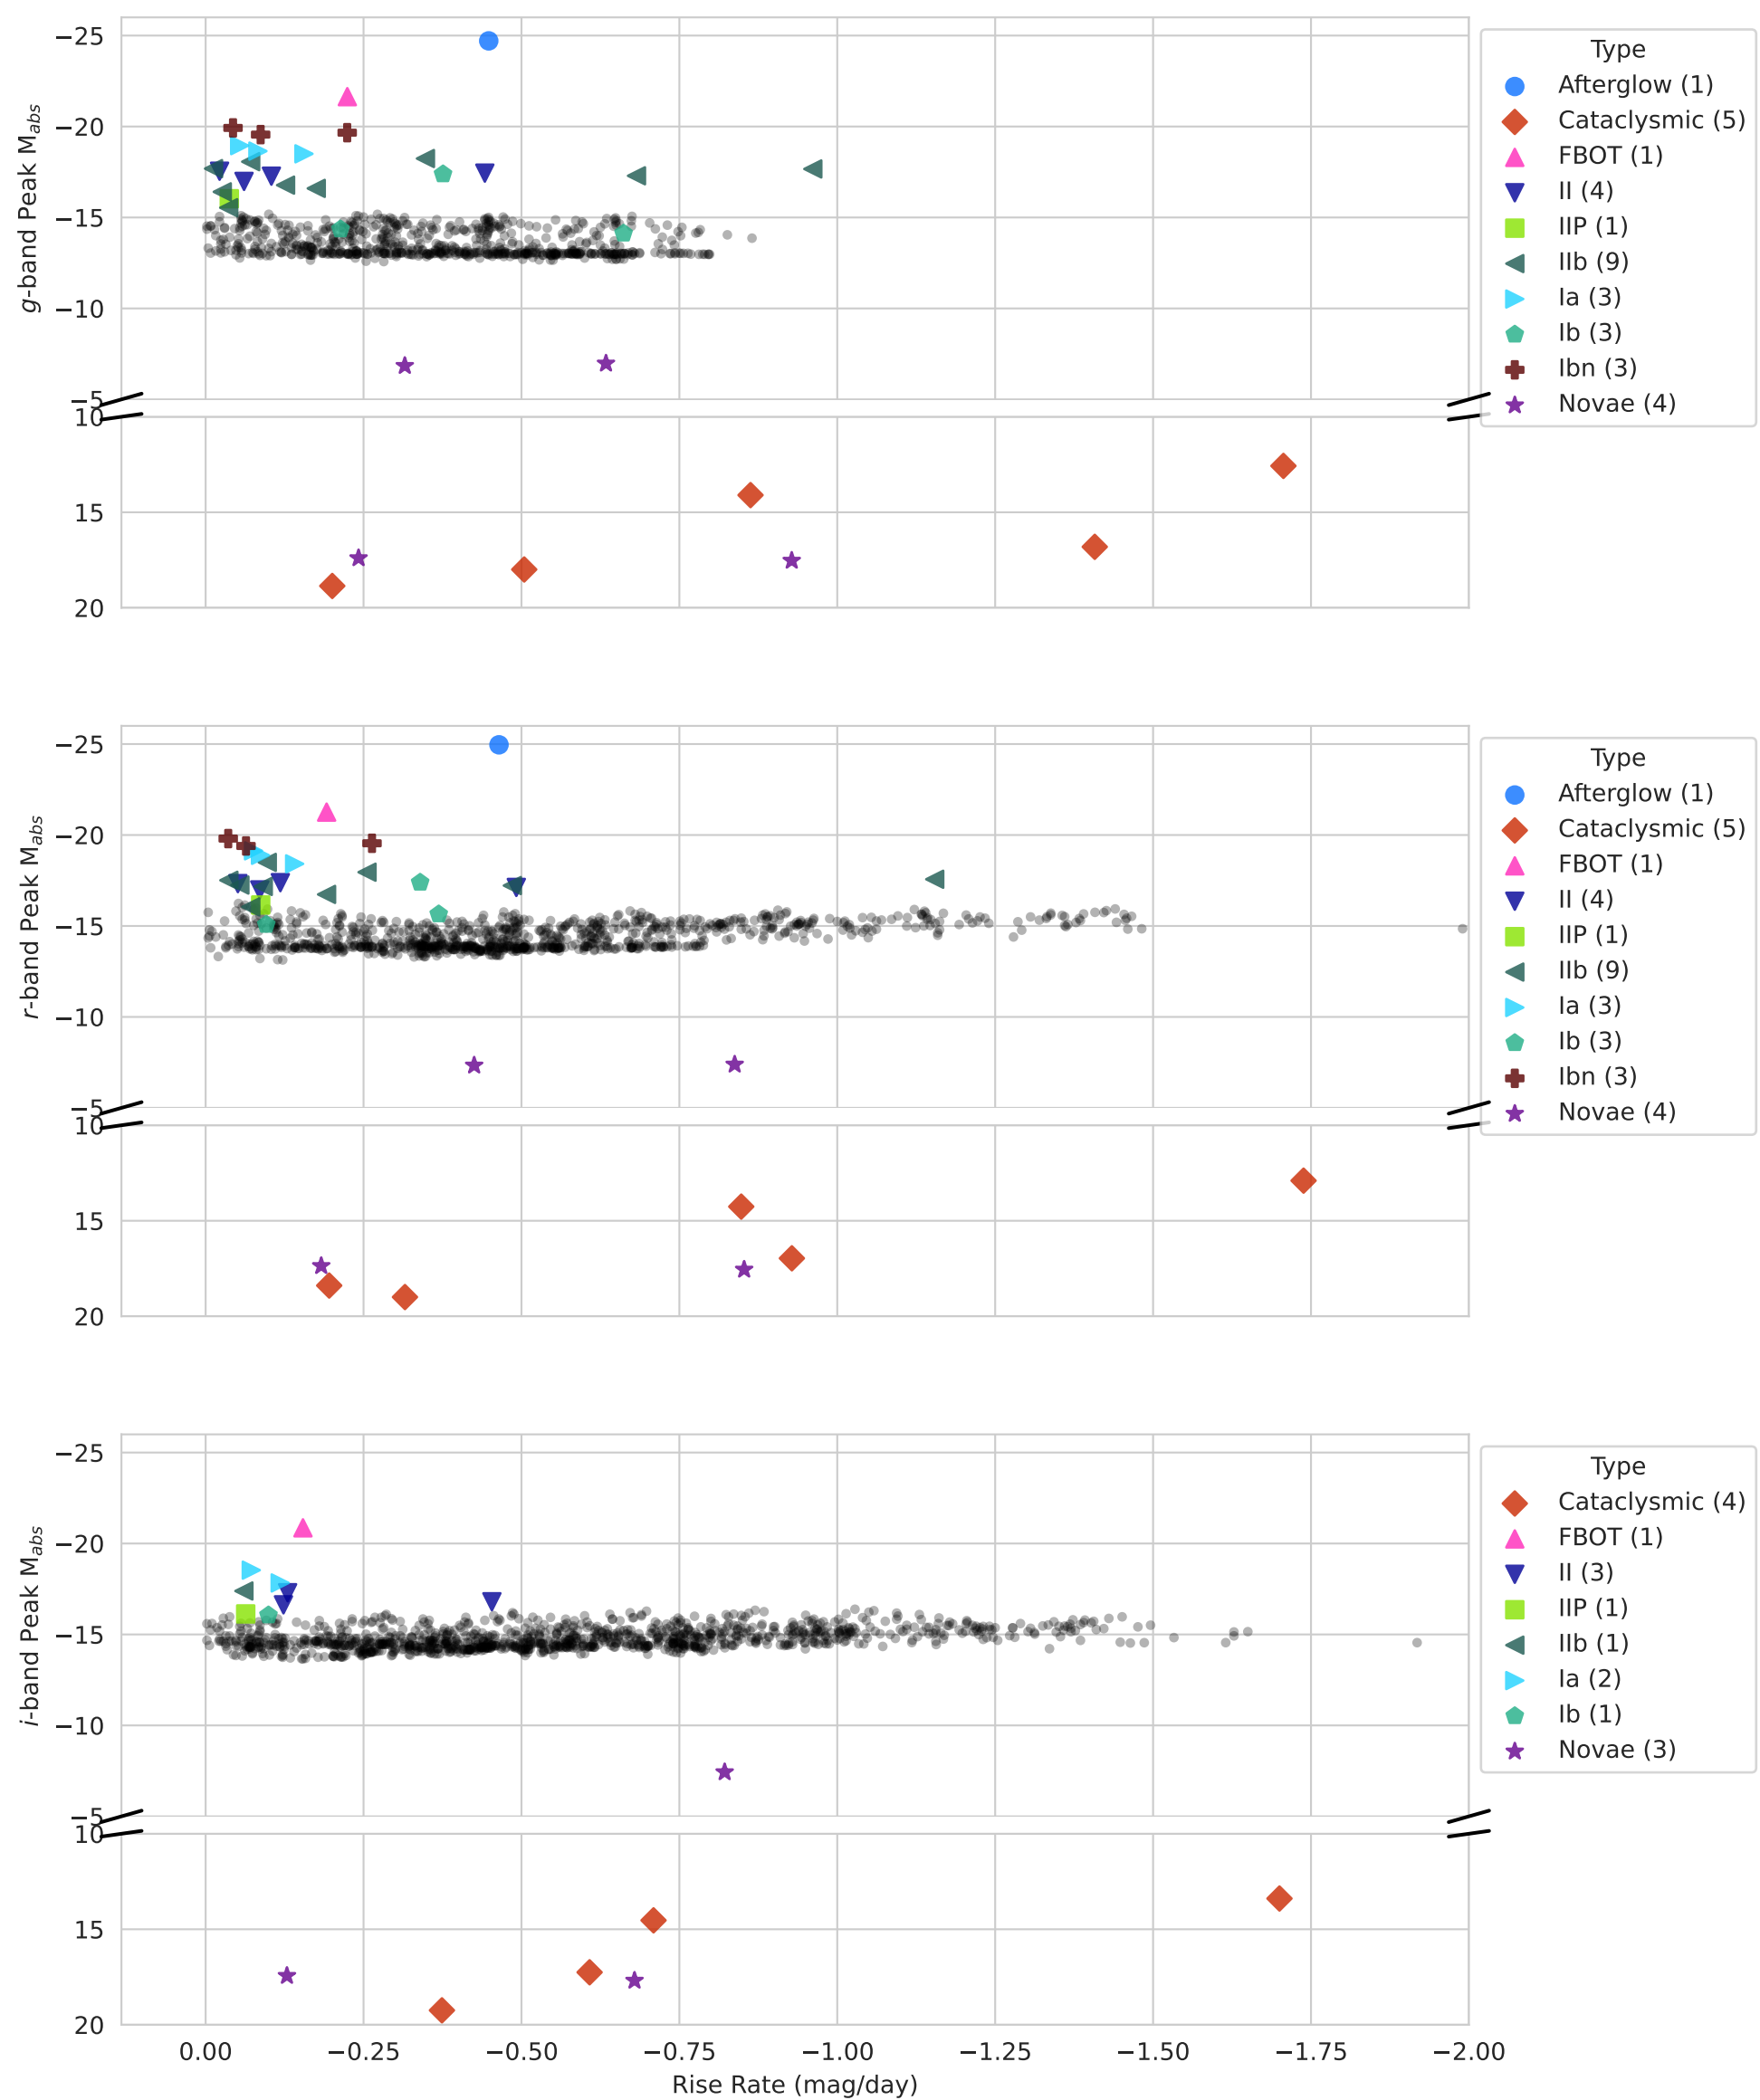 g-band Peak M_abs
−25
−20
−15
−10
−5
10
15
20
Type
Afterglow (1)
Cataclysmic (5)
FBOT (1)
II (4)
IIP (1)
IIb (9)
Ia (3)
Ib (3)
Ibn (3)
Novae (4)
r-band Peak M_abs
−25
−20
−15
−10
−5
10
15
20
Type
Afterglow (1)
Cataclysmic (5)
FBOT (1)
II (4)
IIP (1)
IIb (9)
Ia (3)
Ib (3)
Ibn (3)
Novae (4)
i-band Peak M_abs
−25
−20
−15
−10
−5
10
15
20
Type
Cataclysmic (4)
FBOT (1)
II (3)
IIP (1)
IIb (1)
Ia (2)
Ib (1)
Novae (3)
0.00 −0.25 −0.50 −0.75 −1.00 −1.25 −1.50 −1.75 −2.00
Rise Rate (mag/day)